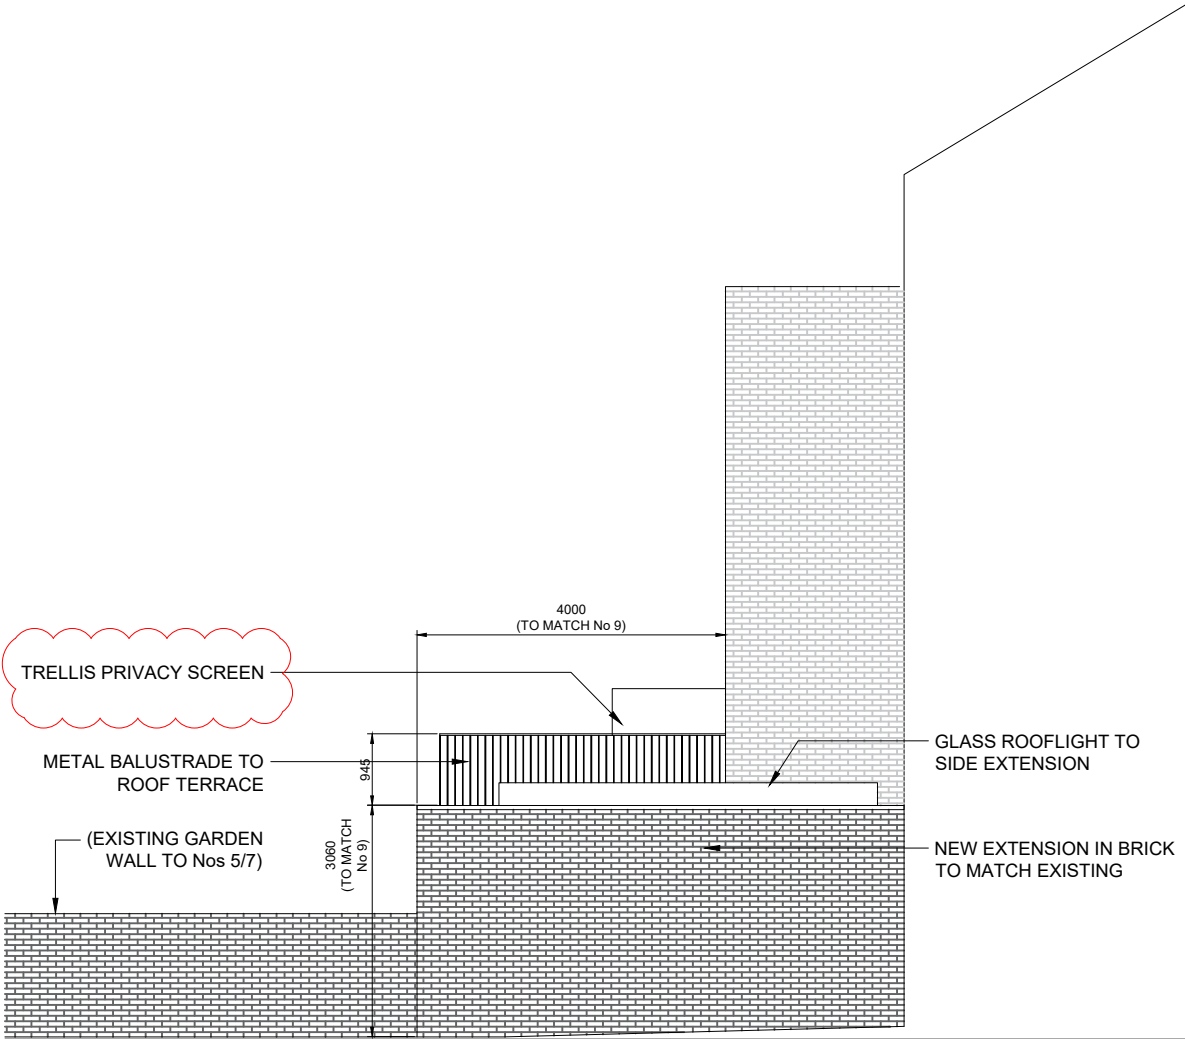 4000
(TO MATCH No 9)
TRELLIS PRIVACY SCREEN
METAL BALUSTRADE TO
ROOF TERRACE
945
GLASS ROOFLIGHT TO
SIDE EXTENSION
(EXISTING GARDEN
WALL TO Nos 5/7)
3060
(TO MATCH
No 9)
NEW EXTENSION IN BRICK
TO MATCH EXISTING